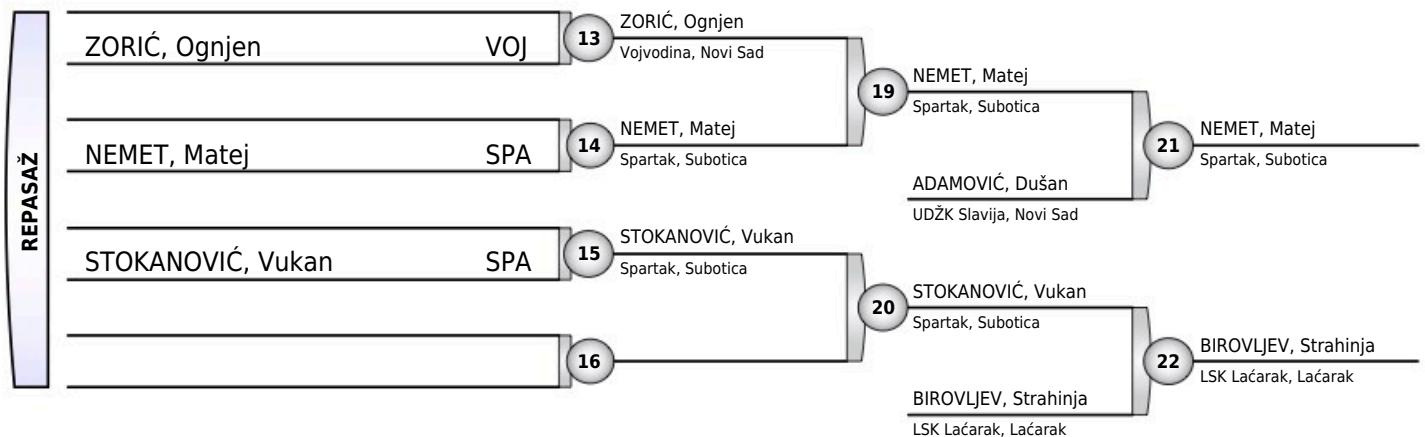 REPASAŽ
ZORIĆ, Ognjen VOJ
13
ZORIĆ, Ognjen
Vojvodina, Novi Sad
NEMET, Matej SPA
14
NEMET, Matej
Spartak, Subotica
19
NEMET, Matej
Spartak, Subotica
ADAMOVIĆ, Dušan
UDŽK Slavija, Novi Sad
21
NEMET, Matej
Spartak, Subotica
STOKANOVIĆ, Vukan SPA
15
STOKANOVIĆ, Vukan
Spartak, Subotica
16
20
STOKANOVIĆ, Vukan
Spartak, Subotica
BIROVLJEV, Strahinja
LSK Laćarak, Laćarak
22
BIROVLJEV, Strahinja
LSK Laćarak, Laćarak